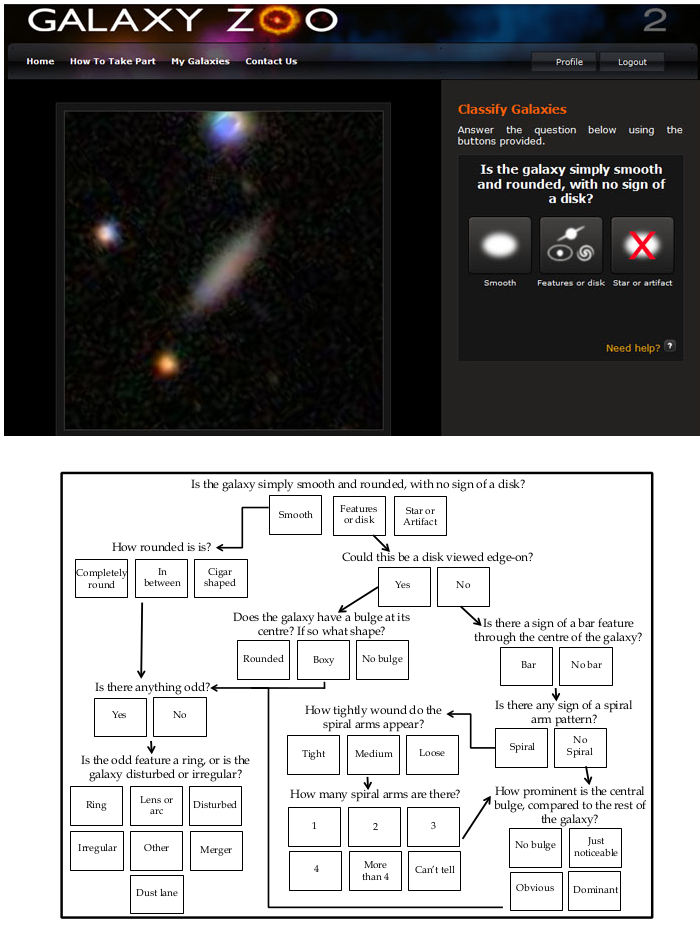 GALAXY ZOO 2
Home How To Take Part My Galaxies Contact Us Profile Logout
Classify Galaxies
Answer the question below using the
buttons provided.
Is the galaxy simply smooth
and rounded, with no sign of
a disk?
X
Smooth Features or disk Star or artifact
Need help? ?
Is the galaxy simply smooth and rounded, with no sign of a disk?
Smooth
Features
or disk
Star or
Artifact
How rounded is is?
Completely
round
In
between
Cigar
shaped
Could this be a disk viewed edge-on?
Yes
No
Does the galaxy have a bulge at its
centre? If so what shape?
Rounded
Boxy
No bulge
Is there a sign of a bar feature
through the centre of the galaxy?
Bar
No bar
Is there anything odd?
Yes
No
Is there any sign of a spiral
arm pattern?
Spiral
No
Spiral
How tightly wound do the
spiral arms appear?
Tight
Medium
Loose
Is the odd feature a ring, or is the
galaxy disturbed or irregular?
Ring
Lens or
arc
Disturbed
Irregular
Other
Merger
Dust lane
How many spiral arms are there?
1
2
3
4
More
than 4
Can't tell
How prominent is the central
bulge, compared to the rest of
the galaxy?
No bulge
Just
noticeable
Obvious
Dominant